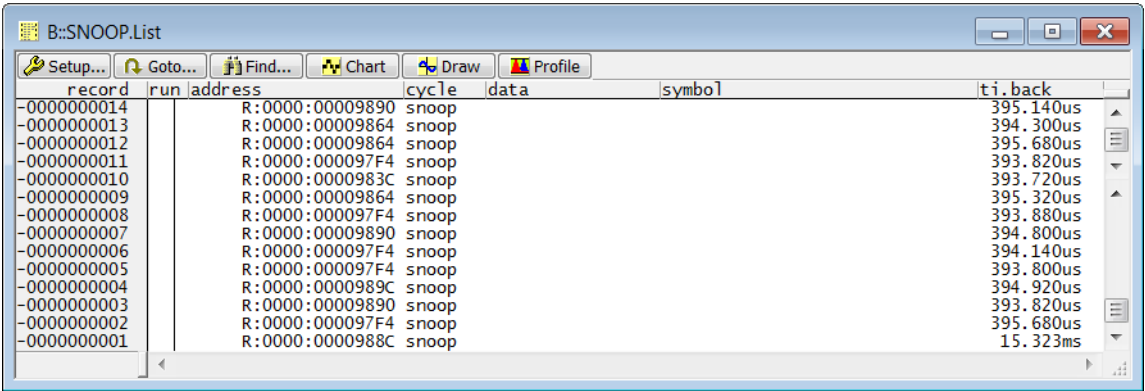 B::SNOOP.List
Setup... Goto... Find... Chart Draw Profile
record run address cycle data symbol ti.back
-0000000014 R:0000:00009890 snoop 395.140us
-0000000013 R:0000:00009864 snoop 394.300us
-0000000012 R:0000:00009864 snoop 395.680us
-0000000011 R:0000:000097F4 snoop 393.820us
-0000000010 R:0000:0000983C snoop 393.720us
-0000000009 R:0000:00009864 snoop 395.320us
-0000000008 R:0000:000097F4 snoop 393.880us
-0000000007 R:0000:00009890 snoop 394.800us
-0000000006 R:0000:000097F4 snoop 394.140us
-0000000005 R:0000:000097F4 snoop 393.800us
-0000000004 R:0000:0000989C snoop 394.920us
-0000000003 R:0000:00009890 snoop 393.820us
-0000000002 R:0000:000097F4 snoop 395.680us
-0000000001 R:0000:0000988C snoop 15.323ms